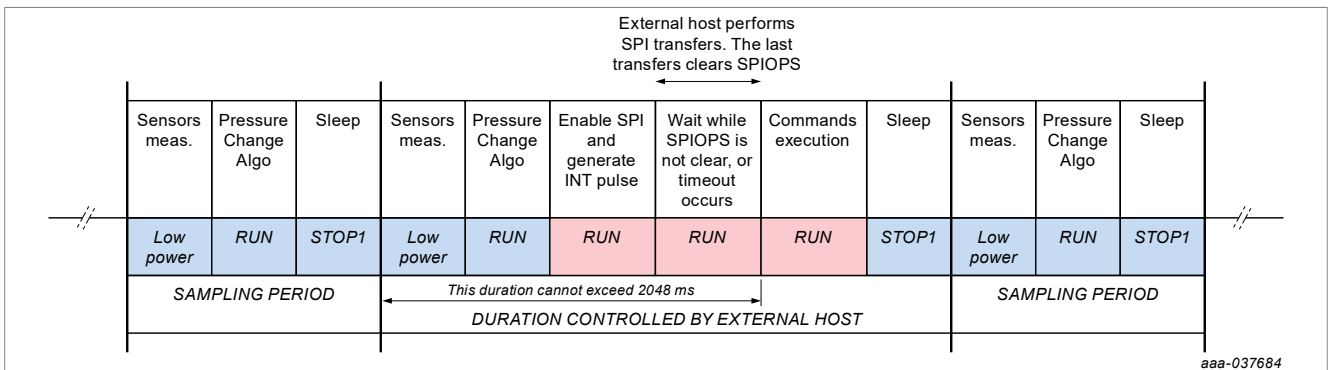 External host performs
SPI transfers. The last
transfers clears SPIOPS
Sensors
meas.
Pressure
Change
Algo
Sleep
Sensors
meas.
Pressure
Change
Algo
Enable SPI
and
generate
INT pulse
Wait while
SPIOPS is
not clear, or
timeout
occurs
Commands
execution
Sleep
Sensors
meas.
Pressure
Change
Algo
Sleep
Low
power
RUN
STOP1
Low
power
RUN
RUN
RUN
RUN
STOP1
Low
power
RUN
STOP1
SAMPLING PERIOD
This duration cannot exceed 2048 ms
DURATION CONTROLLED BY EXTERNAL HOST
SAMPLING PERIOD
aaa-037684